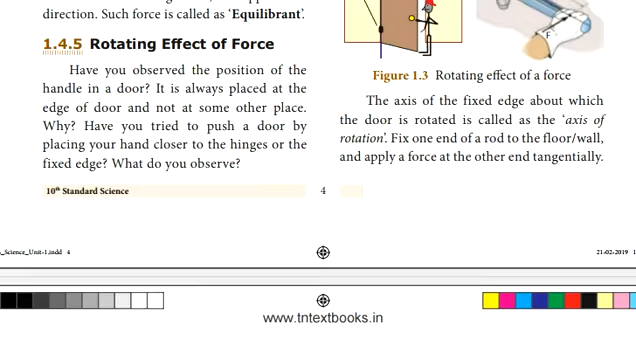 direction. Such force is called as ‘Equilibrant’.
1.4.5 Rotating Effect of Force
Have you observed the position of the
handle in a door? It is always placed at the
edge of door and not at some other place.
Why? Have you tried to push a door by
placing your hand closer to the hinges or the
fixed edge? What do you observe?
F
Figure 1.3 Rotating effect of a force
The axis of the fixed edge about which
the door is rotated is called as the ‘axis of
rotation’. Fix one end of a rod to the floor/wall,
and apply a force at the other end tangentially.
10th Standard Science
4
_Science_Unit-1.indd 4
21-02-2019 1
www.tntextbooks.in